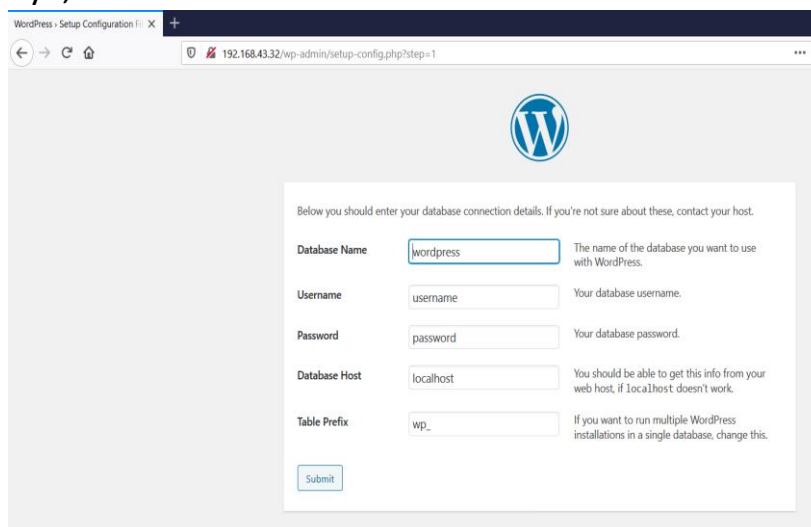 WordPress › Setup Configuration Fil
192.168.43.32/wp-admin/setup-config.php?step=1
Below you should enter your database connection details. If you're not sure about these, contact your host.
Database Name
wordpress
The name of the database you want to use
with WordPress.
Username
username
Your database username.
Password
password
Your database password.
Database Host
localhost
You should be able to get this info from your
web host, if localhost doesn't work.
Table Prefix
wp_
If you want to run multiple WordPress
installations in a single database, change this.
Submit